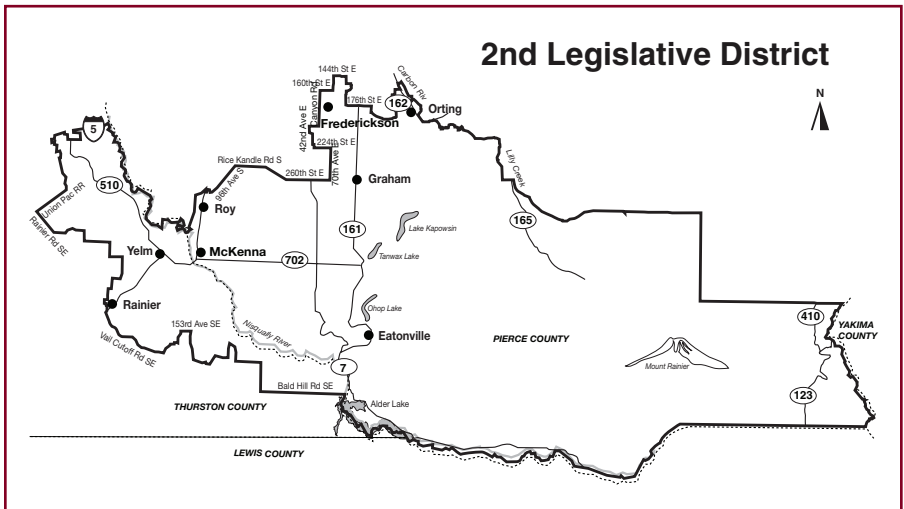 2nd Legislative District
N
144th St E
160th St E
Canyon Rd
176th St E
Carbon Riv
162
Orting
Frederickson
42nd Ave E
224th St E
70th Ave E
5
Rice Kandle Rd S
260th St E
Lilly Creek
510
96th Ave S
Graham
Union Pac RR
Roy
165
161
Lake Kapowsin
Rainier Rd SE
Yelm
McKenna
702
Tanwax Lake
Rainier
Ohop Lake
410
153rd Ave SE
Nisqually River
Eatonville
PIERCE COUNTY
YAKIMA
COUNTY
Vail Cutoff Rd SE
7
Mount Rainier
Bald Hill Rd SE
123
THURSTON COUNTY
Alder Lake
LEWIS COUNTY